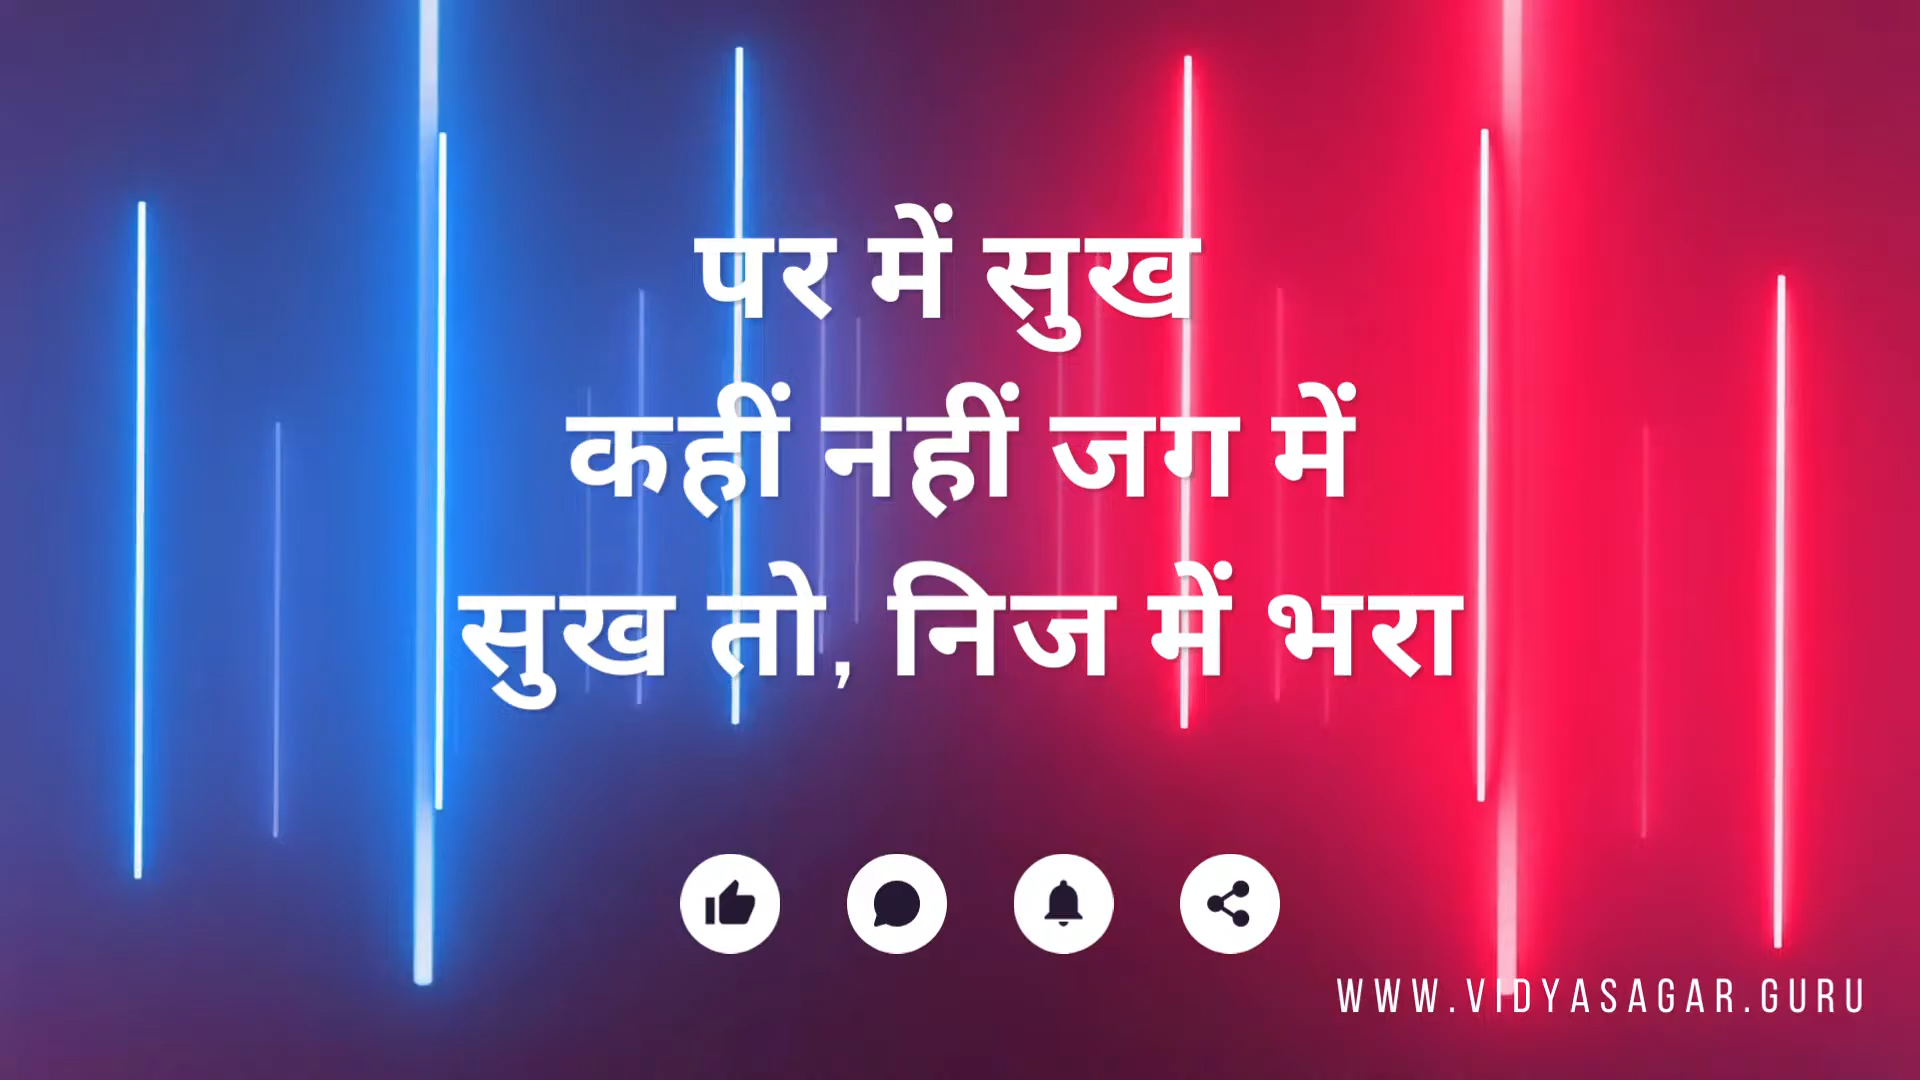 पर में सुख
कहीं नहीं जग में
सुख तो, निज में भरा
WWW.VIDYASAGAR.GURU